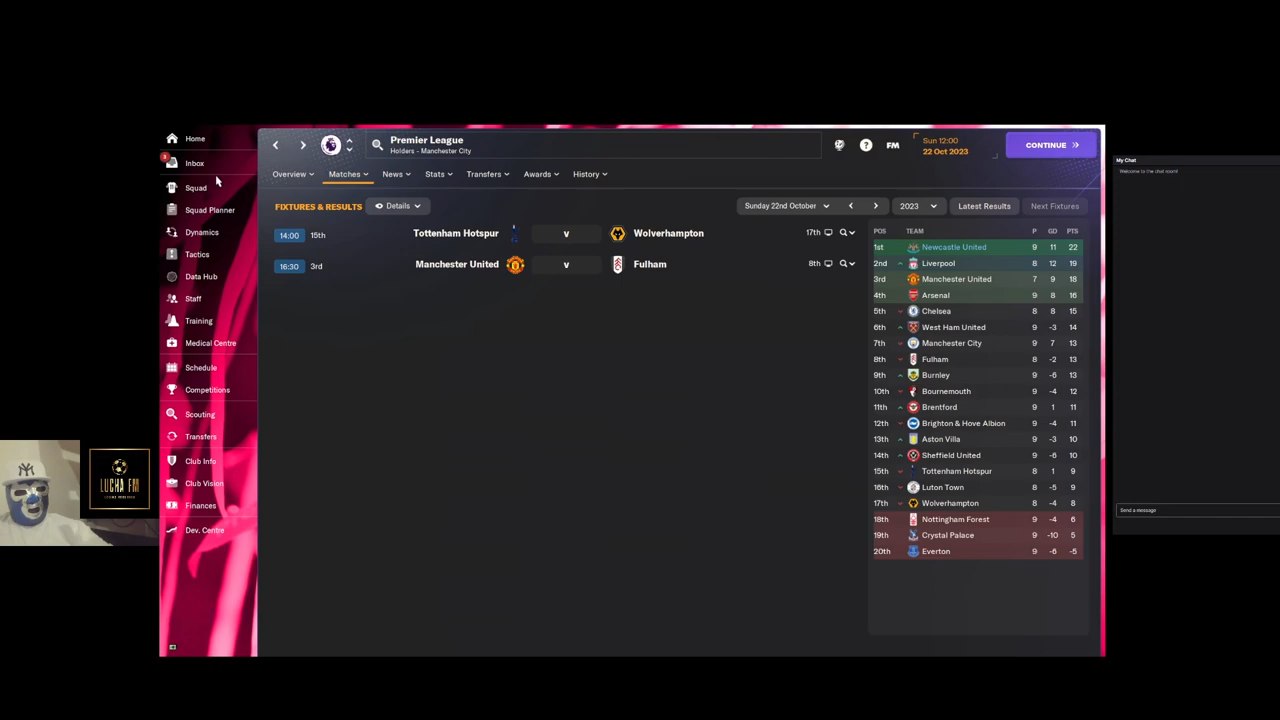 Home
Inbox
3
Squad
Squad Planner
Dynamics
Tactics
Data Hub
Staff
Training
Medical Centre
Schedule
Competitions
Scouting
Transfers
Club Info
Club Vision
Finances
Dev. Centre
LUCHA FM
Premier League
Holders - Manchester City
FM
Sun 12:00
22 Oct 2023
CONTINUE
Overview Matches News Stats Transfers Awards History
FIXTURES & RESULTS Details Sunday 22nd October 2023 Latest Results Next Fixtures
14:00 15th Tottenham Hotspur v Wolverhampton 17th
16:30 3rd Manchester United v Fulham 8th
POS TEAM P GD PTS
1st Newcastle United 9 11 22
2nd Liverpool 8 12 19
3rd Manchester United 7 9 18
4th Arsenal 9 8 16
5th Chelsea 8 8 15
6th West Ham United 9 -3 14
7th Manchester City 9 7 13
8th Fulham 8 -2 13
9th Burnley 9 -6 13
10th Bournemouth 9 -4 12
11th Brentford 9 1 11
12th Brighton & Hove Albion 9 -4 11
13th Aston Villa 9 -3 10
14th Sheffield United 9 -6 10
15th Tottenham Hotspur 8 1 9
16th Luton Town 8 -5 9
17th Wolverhampton 8 -4 8
18th Nottingham Forest 9 -4 6
19th Crystal Palace 9 -10 5
20th Everton 9 -6 -5
My Chat
Welcome to the chat room!
Send a message